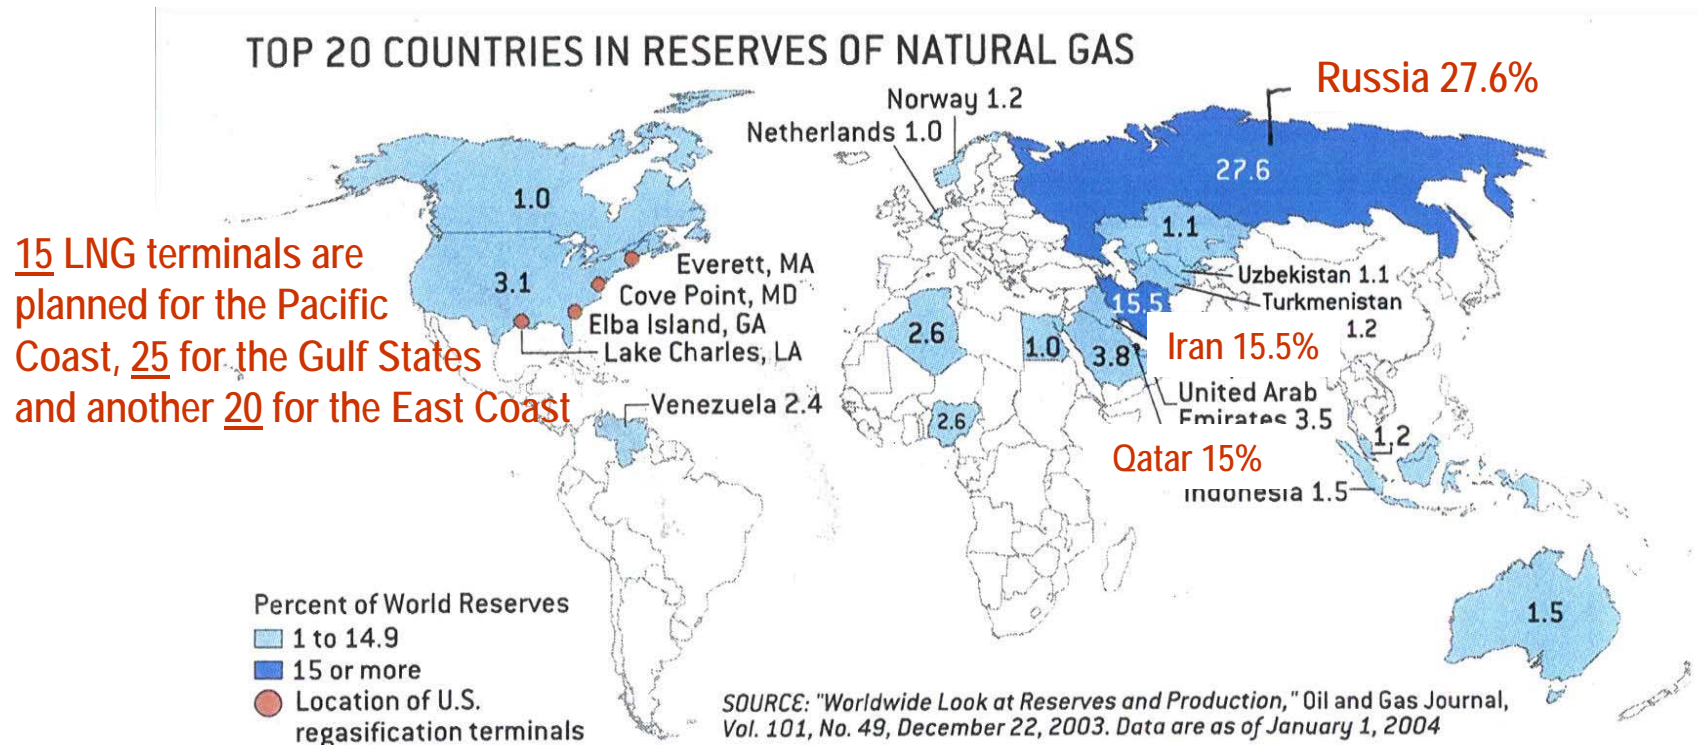 TOP 20 COUNTRIES IN RESERVES OF NATURAL GAS
Russia 27.6%
Norway 1.2
Netherlands 1.0
27.6
1.0
1.1
15 LNG terminals are
planned for the Pacific
Coast, 25 for the Gulf States
and another 20 for the East Coast
3.1
Everett, MA
Cove Point, MD
Elba Island, GA
Lake Charles, LA
Venezuela 2.4
Uzbekistan 1.1
Turkmenistan
1.2
15.5
Iran 15.5%
2.6
1.0
3.8
United Arab
Emirates 3.5
2.6
Qatar 15%
1.2
Indonesia 1.5
1.5
Percent of World Reserves
1 to 14.9
15 or more
Location of U.S.
regasification terminals
SOURCE: "Worldwide Look at Reserves and Production," Oil and Gas Journal,
Vol. 101, No. 49, December 22, 2003. Data are as of January 1, 2004